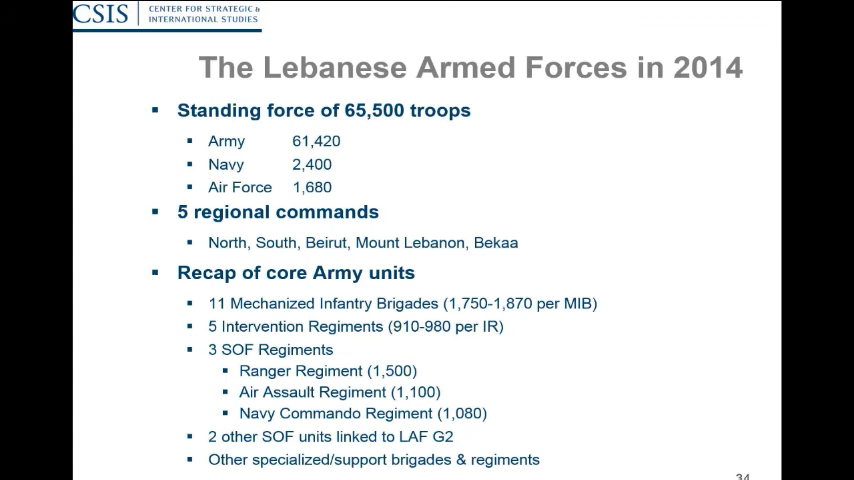 CSIS
CENTER FOR STRATEGIC &
INTERNATIONAL STUDIES
The Lebanese Armed Forces in 2014
▪ Standing force of 65,500 troops
▪ Army 61,420
▪ Navy 2,400
▪ Air Force 1,680
▪ 5 regional commands
▪ North, South, Beirut, Mount Lebanon, Bekaa
▪ Recap of core Army units
▪ 11 Mechanized Infantry Brigades (1,750-1,870 per MIB)
▪ 5 Intervention Regiments (910-980 per IR)
▪ 3 SOF Regiments
▪ Ranger Regiment (1,500)
▪ Air Assault Regiment (1,100)
▪ Navy Commando Regiment (1,080)
▪ 2 other SOF units linked to LAF G2
▪ Other specialized/support brigades & regiments
34